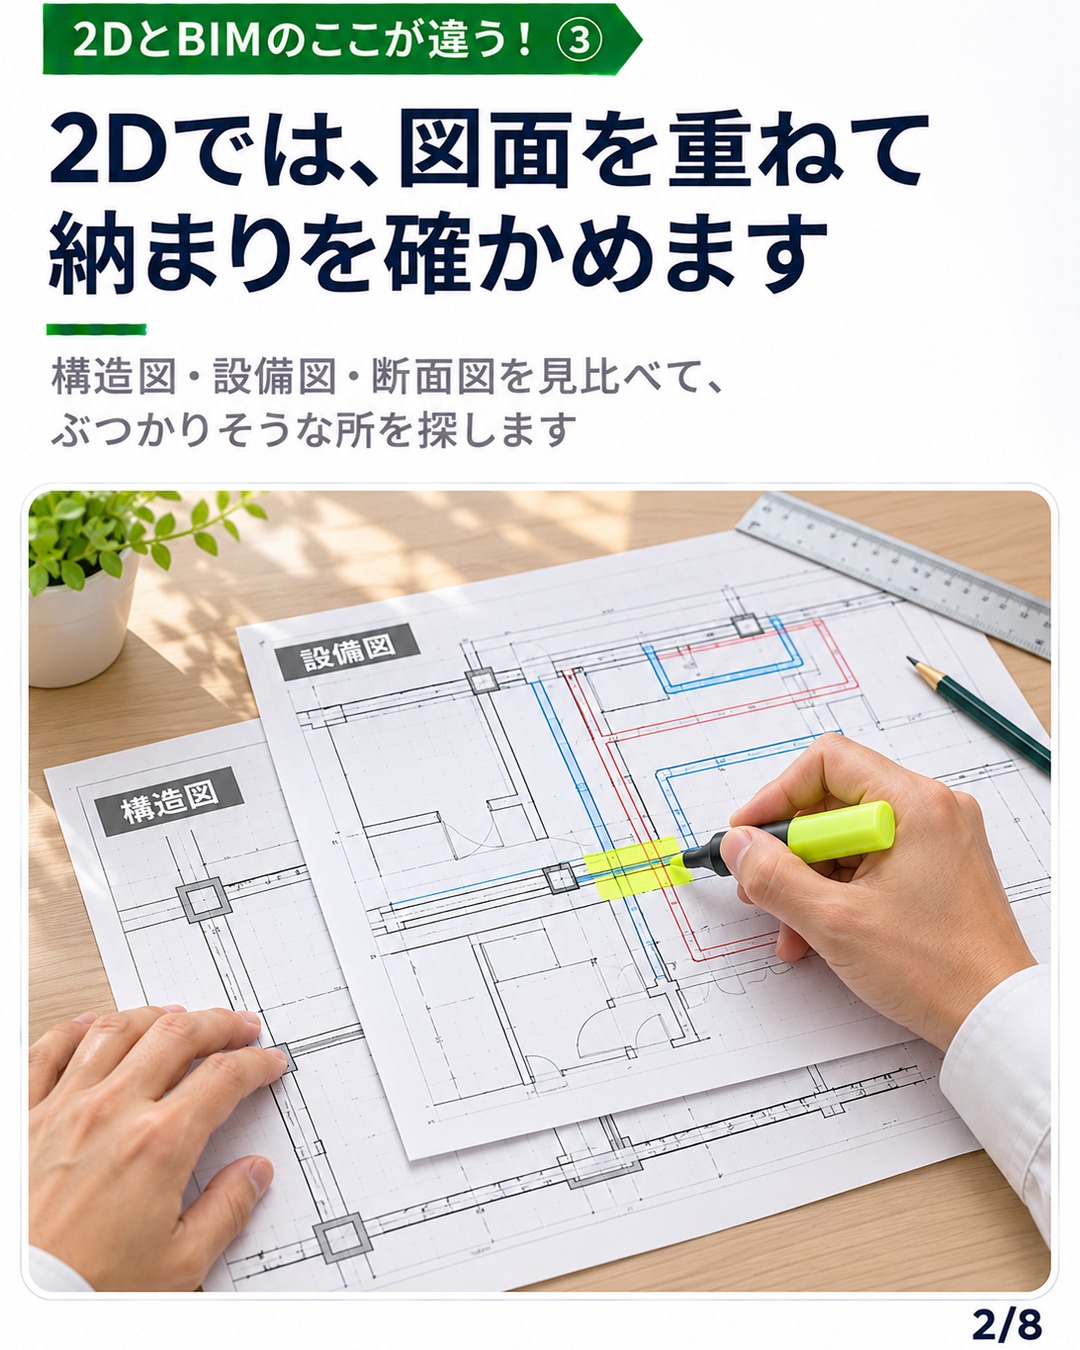 2DとBIMのここが違う！ ③
2Dでは、図面を重ねて
納まりを確かめます
構造図・設備図・断面図を見比べて、
ぶつかりそうな所を探します
設備図
構造図
2/8